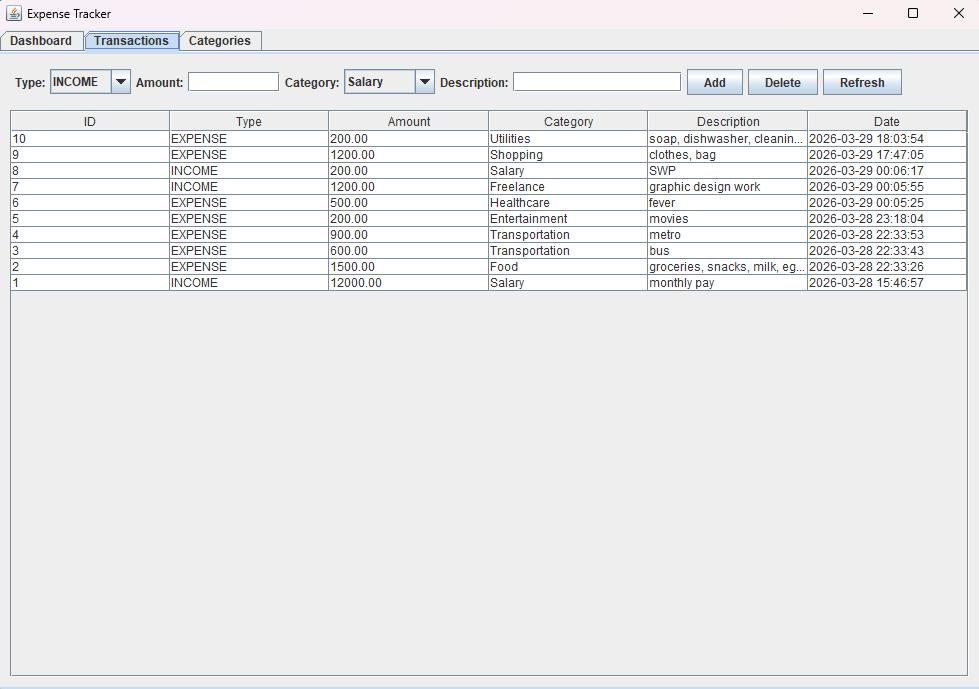 Expense Tracker
Dashboard Transactions Categories
Type: INCOME Amount: Category: Salary Description: Add Delete Refresh
ID Type Amount Category Description Date
10 EXPENSE 200.00 Utilities soap, dishwasher, cleanin... 2026-03-29 18:03:54
9 EXPENSE 1200.00 Shopping clothes, bag 2026-03-29 17:47:05
8 INCOME 200.00 Salary SWP 2026-03-29 00:06:17
7 INCOME 1200.00 Freelance graphic design work 2026-03-29 00:05:55
6 EXPENSE 500.00 Healthcare fever 2026-03-29 00:05:25
5 EXPENSE 200.00 Entertainment movies 2026-03-28 23:18:04
4 EXPENSE 900.00 Transportation metro 2026-03-28 22:33:53
3 EXPENSE 600.00 Transportation bus 2026-03-28 22:33:43
2 EXPENSE 1500.00 Food groceries, snacks, milk, eg... 2026-03-28 22:33:26
1 INCOME 12000.00 Salary monthly pay 2026-03-28 15:46:57